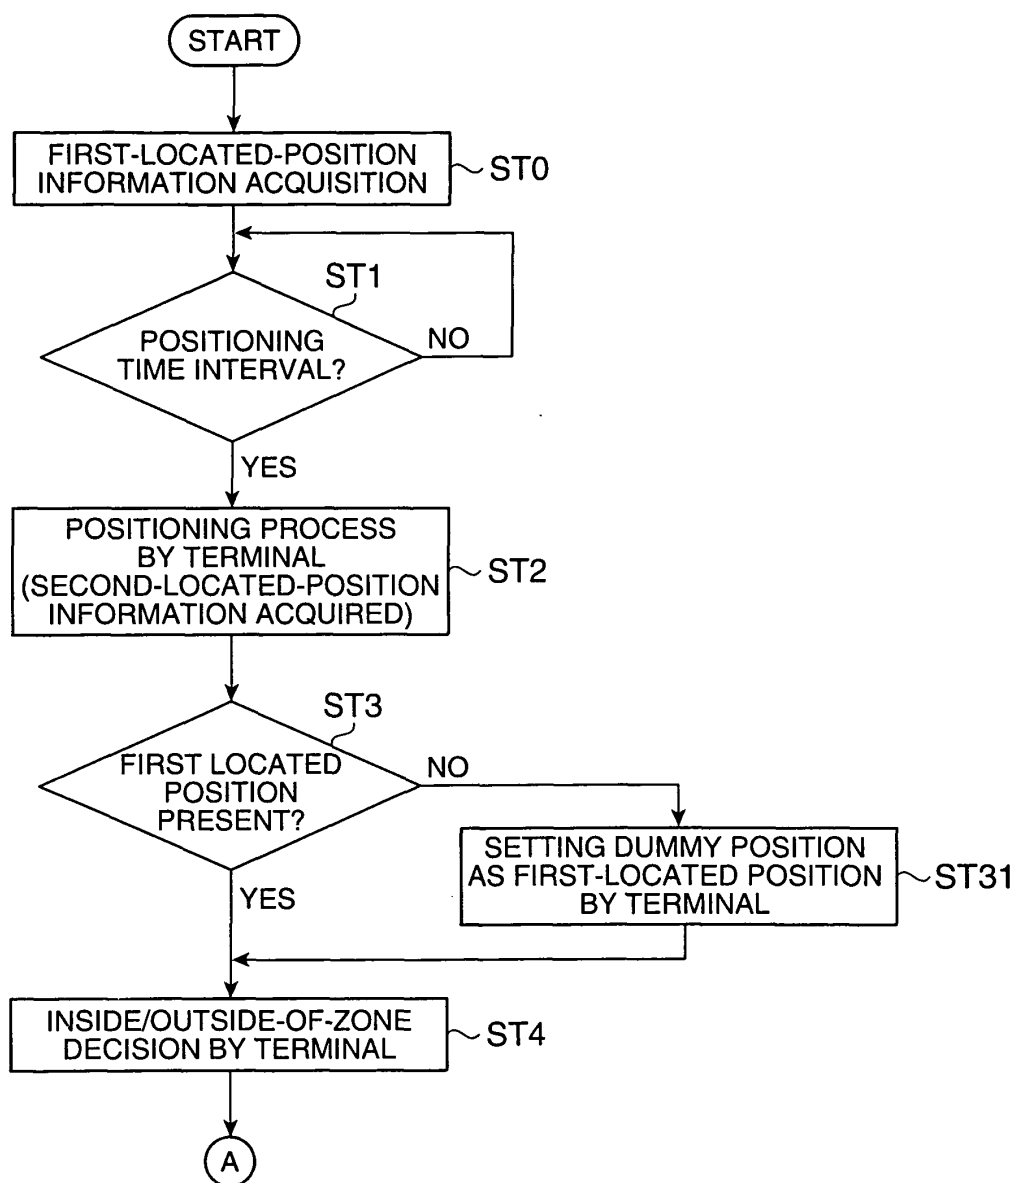 START
FIRST-LOCATED-POSITION
INFORMATION ACQUISITION
ST0
ST1
POSITIONING
TIME INTERVAL?
NO
YES
POSITIONING PROCESS
BY TERMINAL
(SECOND-LOCATED-POSITION
INFORMATION ACQUIRED)
ST2
ST3
FIRST LOCATED
POSITION
PRESENT?
NO
YES
SETTING DUMMY POSITION
AS FIRST-LOCATED POSITION
BY TERMINAL
ST31
INSIDE/OUTSIDE-OF-ZONE
DECISION BY TERMINAL
ST4
A